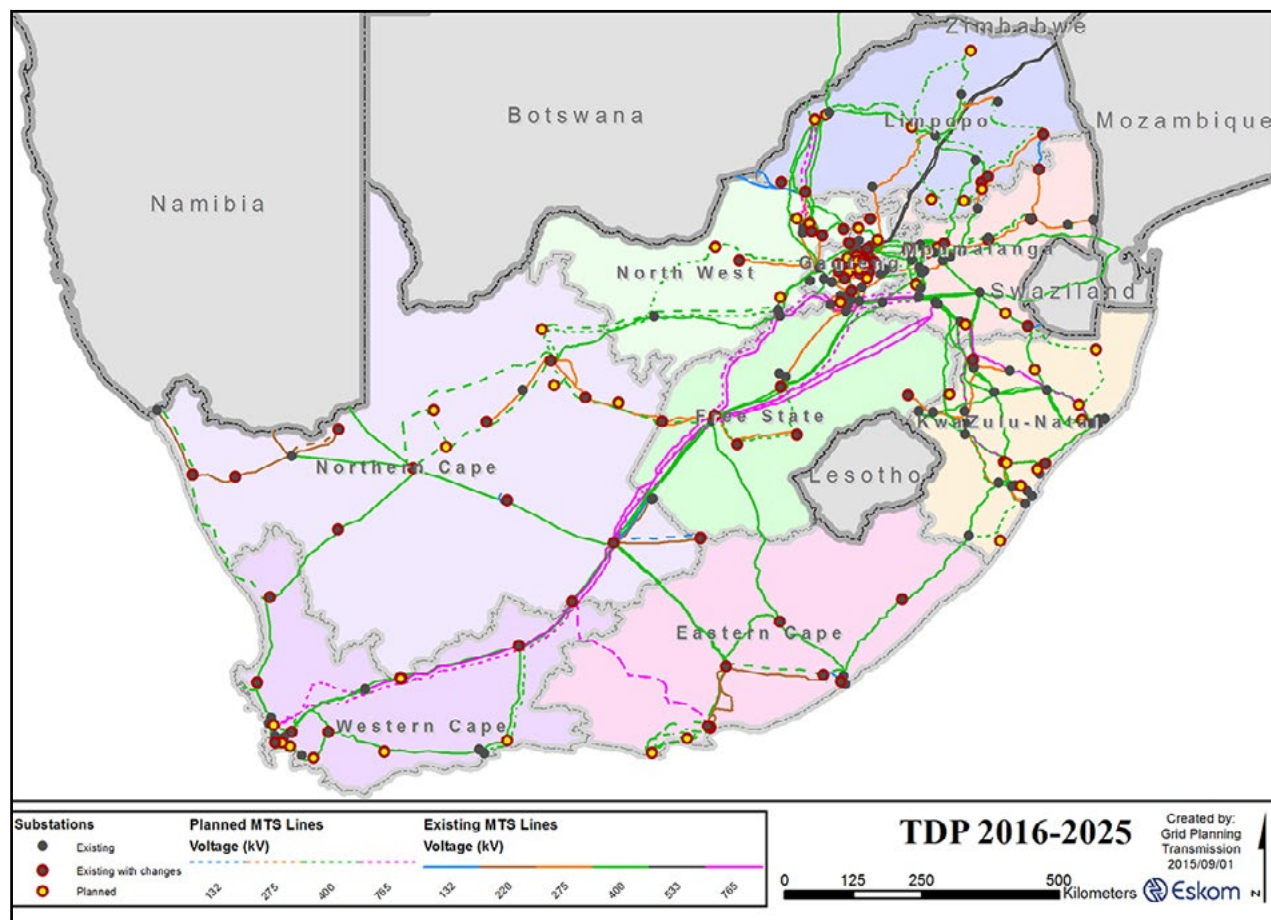 Zimbabwe
Botswana
Mozambique
Limpopo
Namibia
North West
Gauteng
Mpumalanga
Swaziland
Free State
KwaZulu-Natal
Northern Cape
Lesotho
Eastern Cape
Western Cape
Substations
Existing
Existing with changes
Planned
Planned MTS Lines
Voltage (kV)
132 275 400 765
Existing MTS Lines
Voltage (kV)
132 220 275 400 533 765
TDP 2016-2025
0 125 250 500 Kilometers
Created by:
Grid Planning
Transmission
2015/09/01
Eskom
N